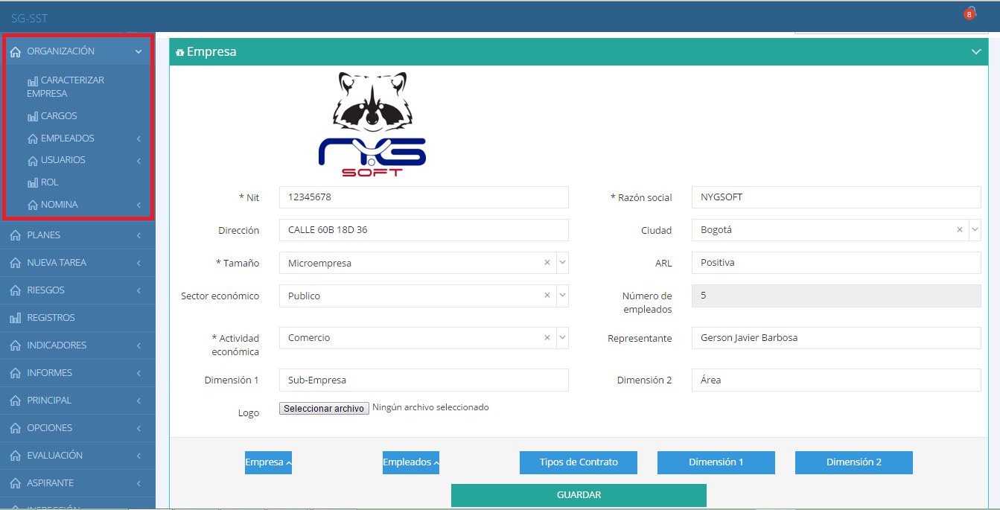 SG-SST
8
ORGANIZACIÓN
CARACTERIZAR
EMPRESA
CARGOS
EMPLEADOS
USUARIOS
ROL
NOMINA
PLANES
NUEVA TAREA
RIESGOS
REGISTROS
INDICADORES
INFORMES
PRINCIPAL
OPCIONES
EVALUACIÓN
ASPIRANTE
INSPECCIÓN
Empresa
NYG
SOFT
* Nit 12345678
* Razón social NYGSOFT
Dirección CALLE 60B 18D 36
Ciudad Bogotá
* Tamaño Microempresa
ARL Positiva
Sector económico Publico
Número de
empleados 5
* Actividad
económica Comercio
Representante Gerson Javier Barbosa
Dimensión 1 Sub-Empresa
Dimensión 2 Área
Logo Seleccionar archivo Ningún archivo seleccionado
Empresa Empleados Tipos de Contrato Dimensión 1 Dimensión 2
GUARDAR